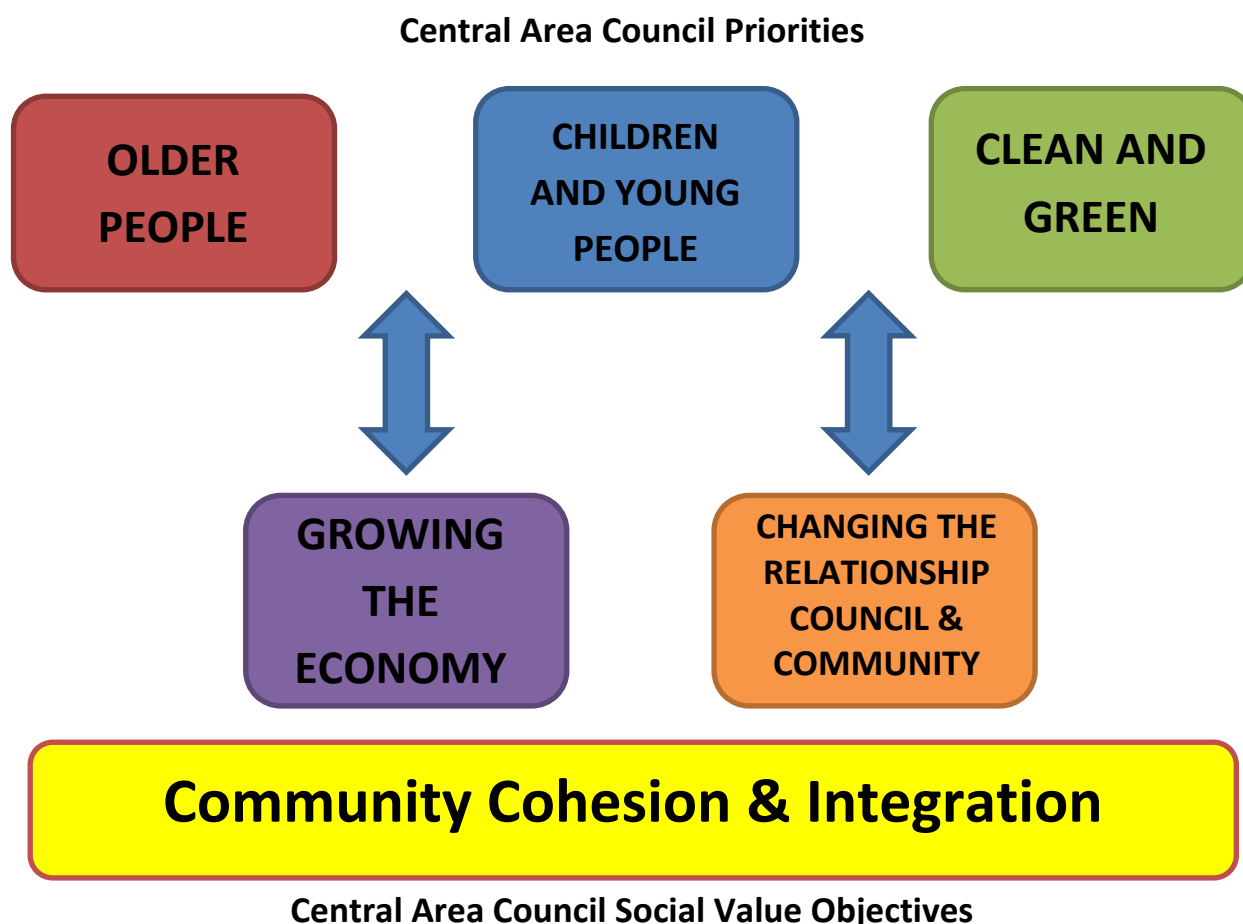 Central Area Council Priorities
OLDER
PEOPLE
CHILDREN
AND YOUNG
PEOPLE
CLEAN AND
GREEN
GROWING
THE
ECONOMY
CHANGING THE
RELATIONSHIP
COUNCIL &
COMMUNITY
Community Cohesion & Integration
Central Area Council Social Value Objectives